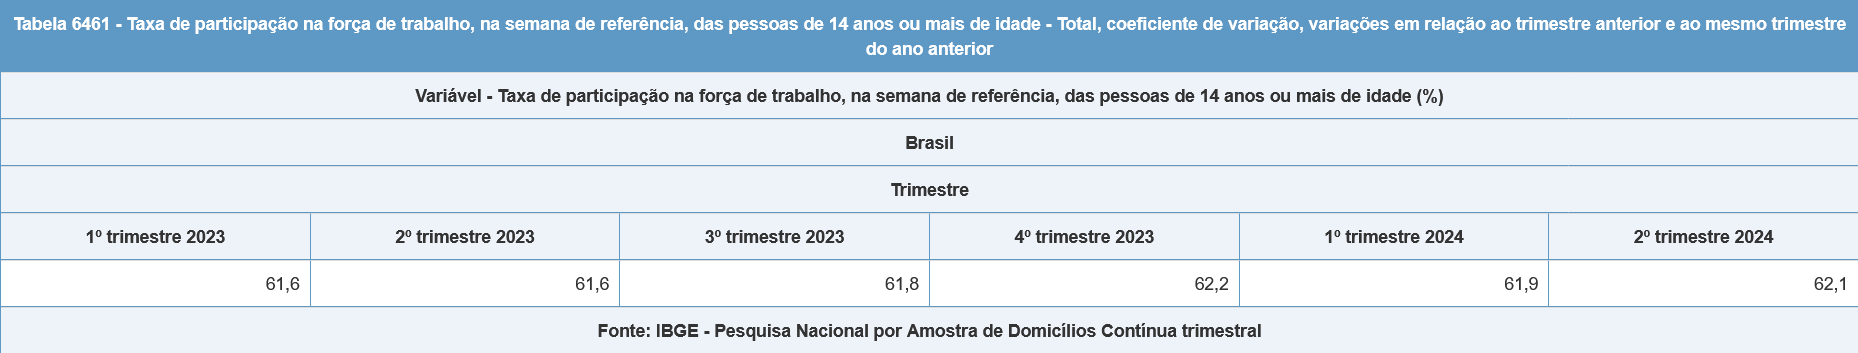 Tabela 6461 - Taxa de participação na força de trabalho, na semana de referência, das pessoas de 14 anos ou mais de idade - Total, coeficiente de variação, variações em relação ao trimestre anterior e ao mesmo trimestre
do ano anterior
Variável - Taxa de participação na força de trabalho, na semana de referência, das pessoas de 14 anos ou mais de idade (%)
Brasil
Trimestre
1º trimestre 2023 2º trimestre 2023 3º trimestre 2023 4º trimestre 2023 1º trimestre 2024 2º trimestre 2024
61,6 61,6 61,8 62,2 61,9 62,1
Fonte: IBGE - Pesquisa Nacional por Amostra de Domicílios Contínua trimestral